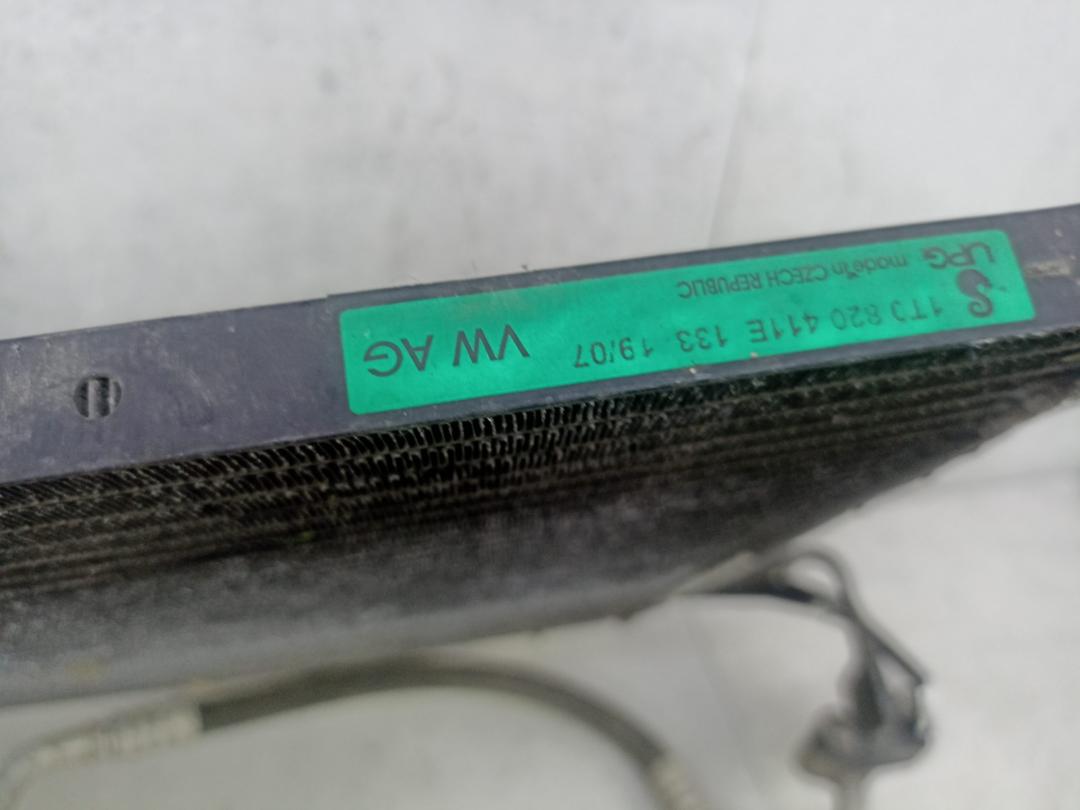 1T0 820 411E 133 19/07 VW AG
UPG made in CZECH REPUBLIC